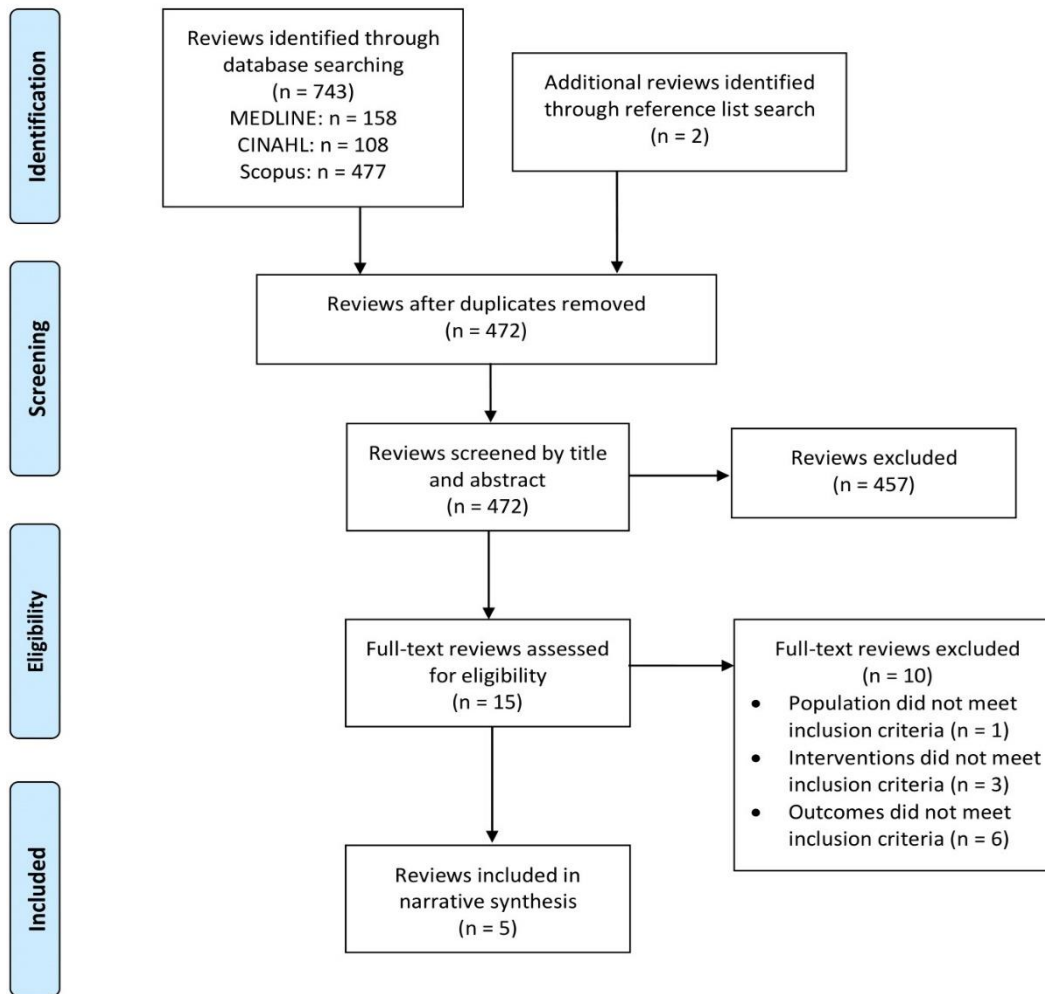 Identification
Reviews identified through
database searching
(n = 743)
MEDLINE: n = 158
CINAHL: n = 108
Scopus: n = 477
Additional reviews identified
through reference list search
(n = 2)
Screening
Reviews after duplicates removed
(n = 472)
Reviews screened by title
and abstract
(n = 472)
Reviews excluded
(n = 457)
Eligibility
Full-text reviews assessed
for eligibility
(n = 15)
Full-text reviews excluded
(n = 10)
• Population did not meet
inclusion criteria (n = 1)
• Interventions did not meet
inclusion criteria (n = 3)
• Outcomes did not meet
inclusion criteria (n = 6)
Included
Reviews included in
narrative synthesis
(n = 5)